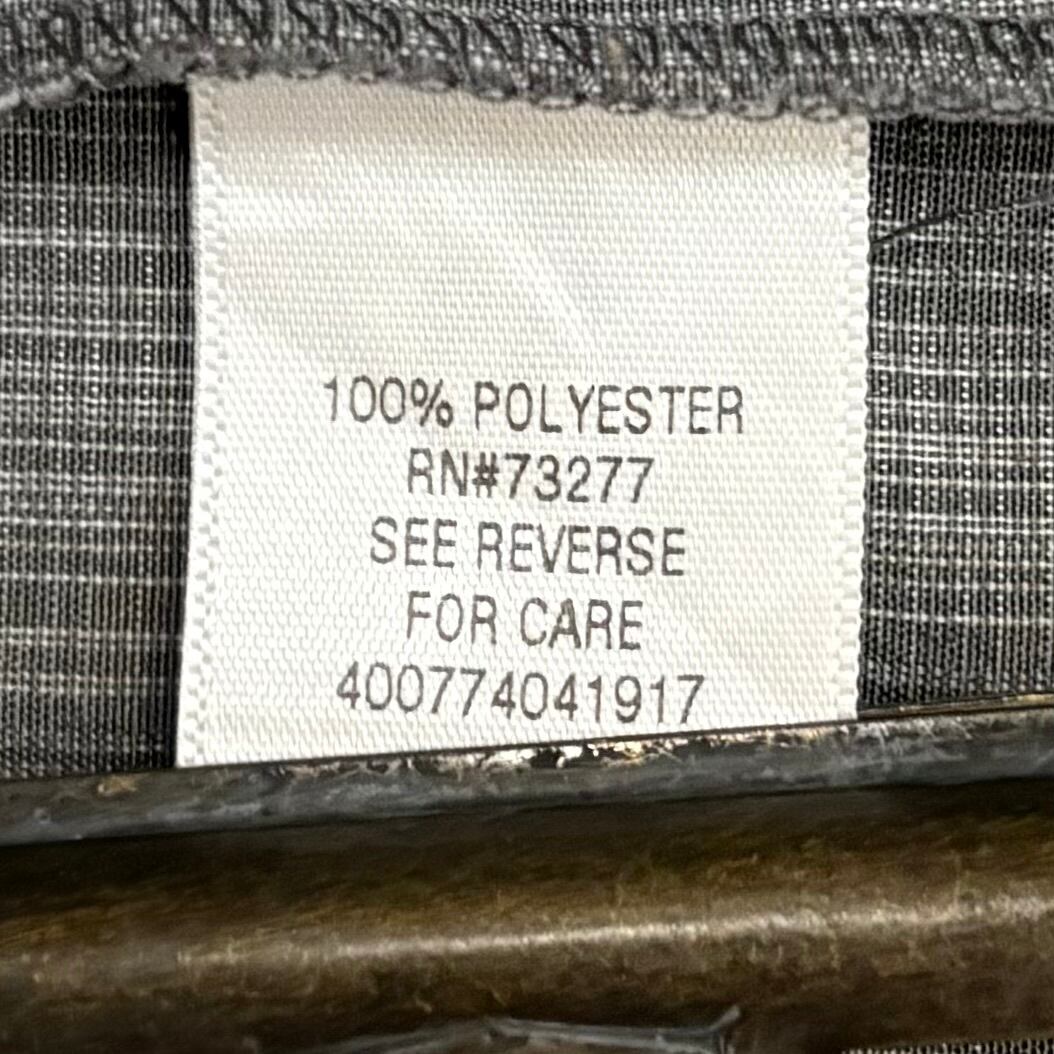 100% POLYESTER
RN#73277
SEE REVERSE
FOR CARE
400774041917